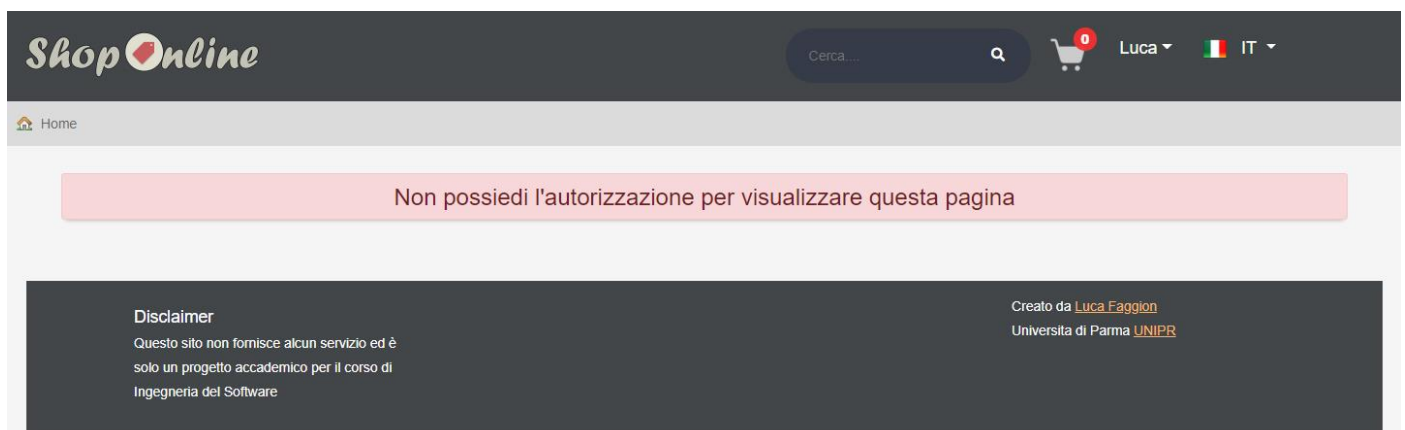 Shop Online
Cerca....
0
Luca
IT
Home
Non possiedi l'autorizzazione per visualizzare questa pagina
Disclaimer
Questo sito non fornisce alcun servizio ed è
solo un progetto accademico per il corso di
Ingegneria del Software
Creato da Luca Faggion
Universita di Parma UNIPR